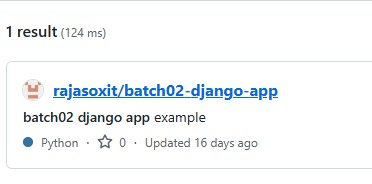 1 result (124 ms)
rajasoxit/batch02-django-app
batch02 django app example
Python · 0 · Updated 16 days ago